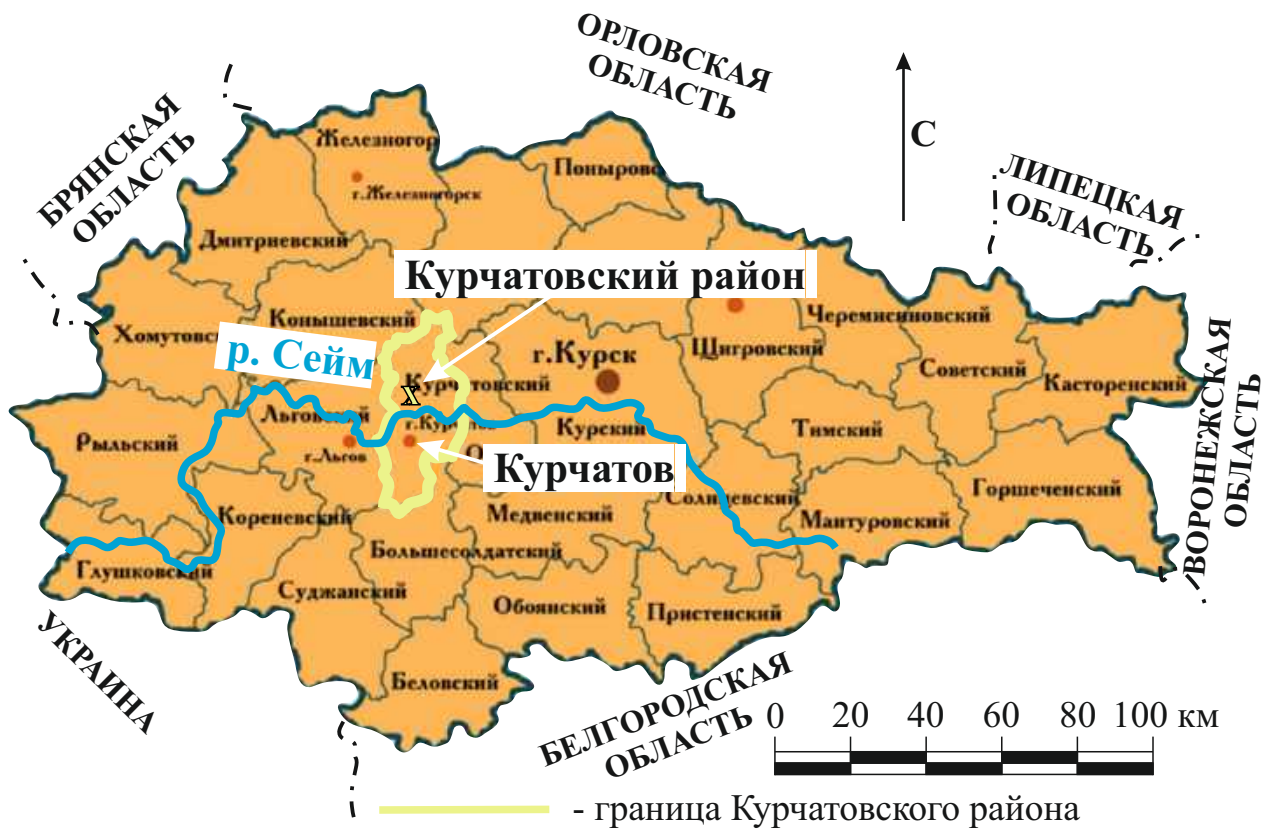 ОРЛОВСКАЯ
ОБЛАСТЬ
БРЯНСКАЯ
ОБЛАСТЬ
С
ЛИПЕЦКАЯ
ОБЛАСТЬ
Железногор
г.Железногорск
Поныров
Дмитриевский
Курчатовский район
Хомутовс
Конышевский
р. Сейм
г.Курск
Щигровский
Черемисиновский
Советский
Касторенский
ВОРОНЕЖСКАЯ
ОБЛАСТЬ
x
Курчатовский
Рыльский
Льговский
г.Льгов
Курский
Тимский
Курчатов
Кореневский
Медвенский
Солнцевский
Мантуровский
Горшеченский
Глушковский
Большесолдатский
Суджанский
Обоянский
Пристенский
УКРАИНА
Беловский
БЕЛГОРОДСКАЯ
ОБЛАСТЬ
0 20 40 60 80 100 км
- граница Курчатовского района